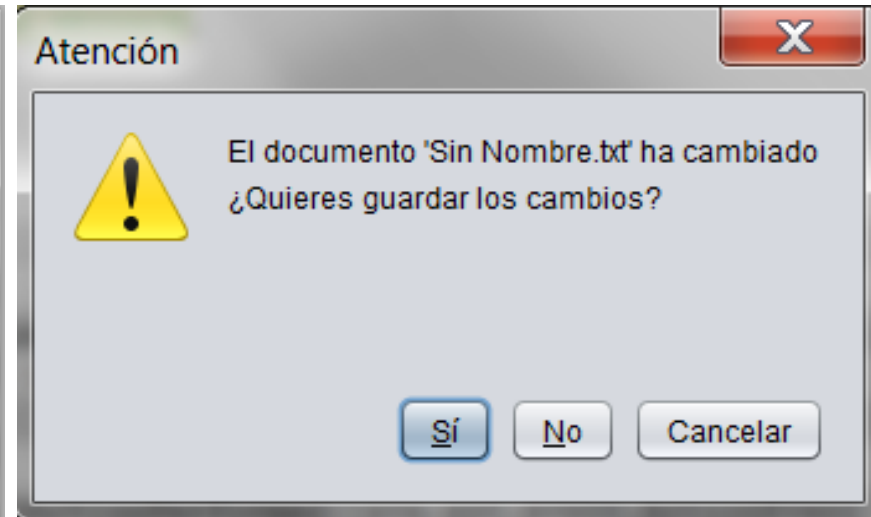 Atención
El documento 'Sin Nombre.txt' ha cambiado
¿Quieres guardar los cambios?
Sí
No
Cancelar